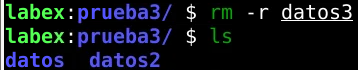 labex:prueba3/ $ rm -r datos3
labex:prueba3/ $ ls
datos  datos2